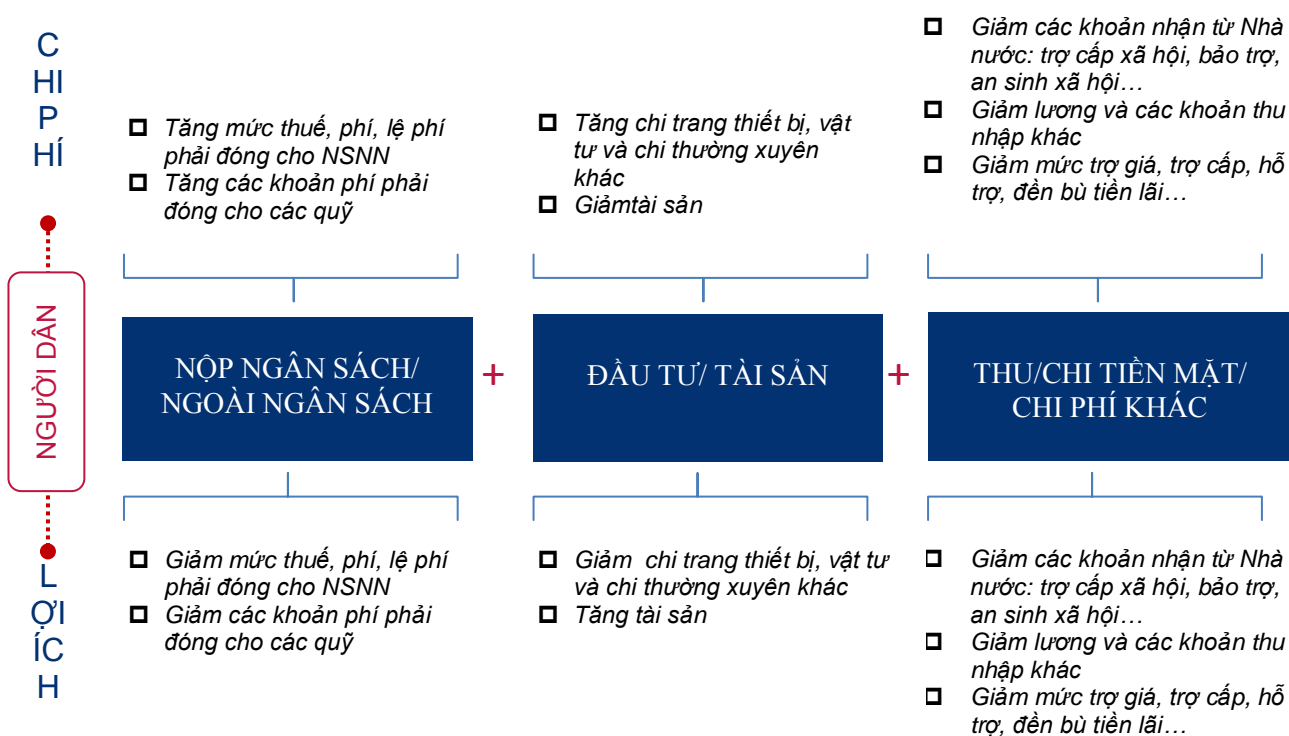 C
HI
P
HÍ
Tăng mức thuế, phí, lệ phí
phải đóng cho NSNN
Tăng các khoản phí phải
đóng cho các quỹ
Tăng chi trang thiết bị, vật
tư và chi thường xuyên
khác
Giảmtài sản
Giảm các khoản nhận từ Nhà
nước: trợ cấp xã hội, bảo trợ,
an sinh xã hội…
Giảm lương và các khoản thu
nhập khác
Giảm mức trợ giá, trợ cấp, hỗ
trợ, đền bù tiền lãi…
NGƯỜI DÂN
NỘP NGÂN SÁCH/
NGOÀI NGÂN SÁCH
+
ĐẦU TƯ/ TÀI SẢN
+
THU/CHI TIỀN MẶT/
CHI PHÍ KHÁC
L
ỢI
ÍC
H
Giảm mức thuế, phí, lệ phí
phải đóng cho NSNN
Giảm các khoản phí phải
đóng cho các quỹ
Giảm chi trang thiết bị, vật tư
và chi thường xuyên khác
Tăng tài sản
Giảm các khoản nhận từ Nhà
nước: trợ cấp xã hội, bảo trợ,
an sinh xã hội…
Giảm lương và các khoản thu
nhập khác
Giảm mức trợ giá, trợ cấp, hỗ
trợ, đền bù tiền lãi…